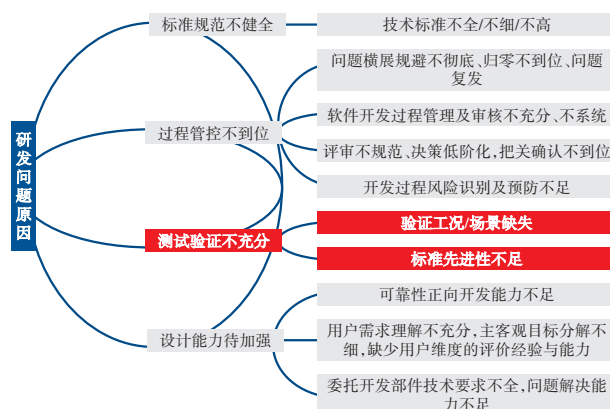 研发问题原因
标准规范不健全
技术标准不全/不细/不高
过程管控不到位
问题横展规避不彻底、归零不到位、问题
复发
软件开发过程管理及审核不充分、不系统
评审不规范、决策低阶化，把关确认不到位
开发过程风险识别及预防不足
测试验证不充分
验证工况/场景缺失
标准先进性不足
设计能力待加强
可靠性正向开发能力不足
用户需求理解不充分，主客观目标分解不
细，缺少用户维度的评价经验与能力
委托开发部件技术要求不全，问题解决能
力不足